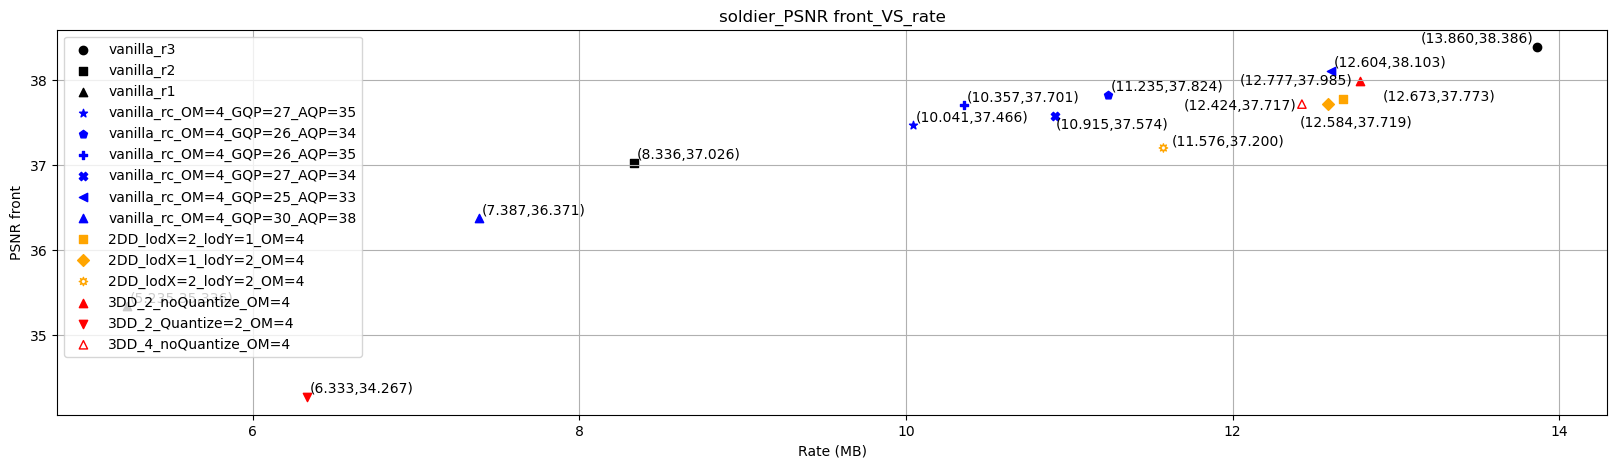 soldier_PSNR front_VS_rate
vanilla_r3
vanilla_r2
vanilla_r1
vanilla_rc_OM=4_GQP=27_AQP=35
vanilla_rc_OM=4_GQP=26_AQP=34
vanilla_rc_OM=4_GQP=26_AQP=35
vanilla_rc_OM=4_GQP=27_AQP=34
vanilla_rc_OM=4_GQP=25_AQP=33
vanilla_rc_OM=4_GQP=30_AQP=38
2DD_lodX=2_lodY=1_OM=4
2DD_lodX=1_lodY=2_OM=4
2DD_lodX=2_lodY=2_OM=4
3DD_2_noQuantize_OM=4
3DD_2_Quantize=2_OM=4
3DD_4_noQuantize_OM=4
(13.860,38.386)
(12.604,38.103)
(12.777,37.985)
(11.235,37.824)
(12.673,37.773)
(10.357,37.701)
(12.424,37.717)
(10.041,37.466)
(10.915,37.574)
(12.584,37.719)
(11.576,37.200)
(8.336,37.026)
(7.387,36.371)
(6.333,34.267)
PSNR front
38
37
36
35
6
8
10
12
14
Rate (MB)